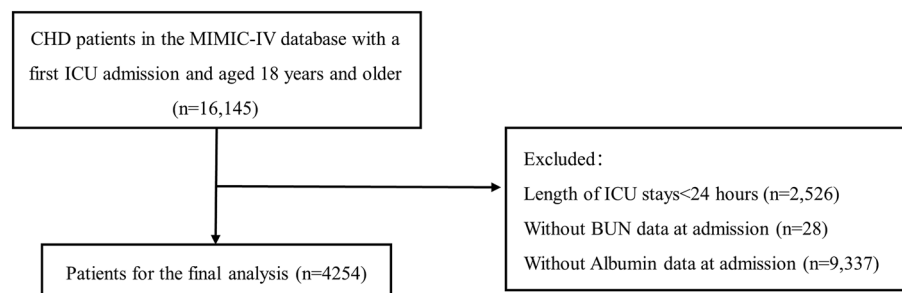 CHD patients in the MIMIC-IV database with a
first ICU admission and aged 18 years and older
(n=16,145)
Excluded：
Length of ICU stays<24 hours (n=2,526)
Without BUN data at admission (n=28)
Without Albumin data at admission (n=9,337)
Patients for the final analysis (n=4254)